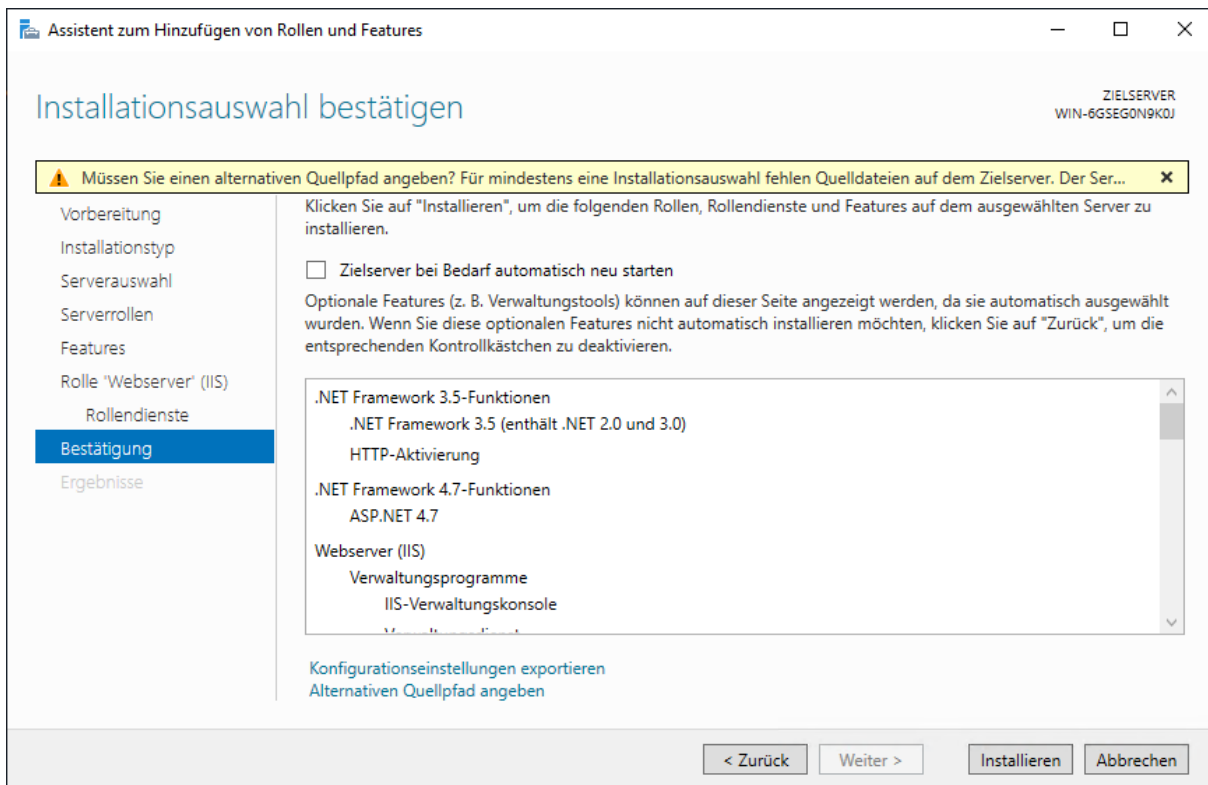 Assistent zum Hinzufügen von Rollen und Features
Installationsauswahl bestätigen
ZIELSERVER
WIN-6GSEG0N9K0J
Müssen Sie einen alternativen Quellpfad angeben? Für mindestens eine Installationsauswahl fehlen Quelldateien auf dem Zielserver. Der Ser...
Vorbereitung
Installationstyp
Serverauswahl
Serverrollen
Features
Rolle 'Webserver' (IIS)
Rollendienste
Bestätigung
Ergebnisse
Klicken Sie auf "Installieren", um die folgenden Rollen, Rollendienste und Features auf dem ausgewählten Server zu
installieren.
Zielserver bei Bedarf automatisch neu starten
Optionale Features (z. B. Verwaltungstools) können auf dieser Seite angezeigt werden, da sie automatisch ausgewählt
wurden. Wenn Sie diese optionalen Features nicht automatisch installieren möchten, klicken Sie auf "Zurück", um die
entsprechenden Kontrollkästchen zu deaktivieren.
.NET Framework 3.5-Funktionen
.NET Framework 3.5 (enthält .NET 2.0 und 3.0)
HTTP-Aktivierung
.NET Framework 4.7-Funktionen
ASP.NET 4.7
Webserver (IIS)
Verwaltungsprogramme
IIS-Verwaltungskonsole
Konfigurationseinstellungen exportieren
Alternativen Quellpfad angeben
< Zurück
Weiter >
Installieren
Abbrechen